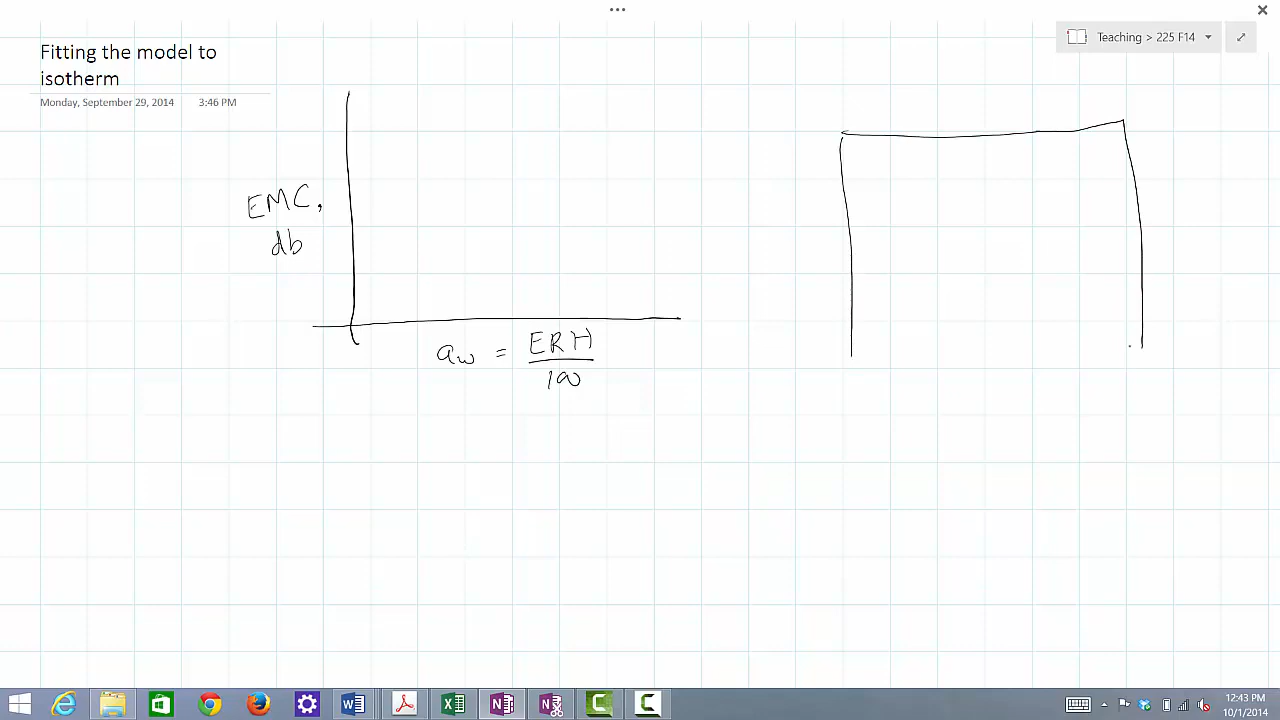 Teaching > 225 F14
Fitting the model to
isotherm
Monday, September 29, 2014 3:46 PM
EMC,
db
aw = ERH
100
12:43 PM
10/1/2014